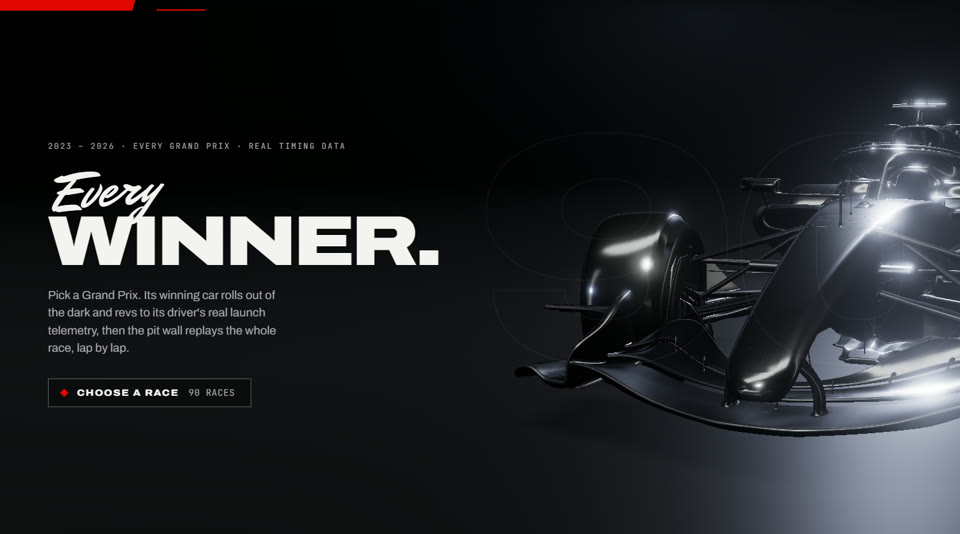 2023 – 2026 · EVERY GRAND PRIX · REAL TIMING DATA
Every
WINNER.
Pick a Grand Prix. Its winning car rolls out of
the dark and revs to its driver's real launch
telemetry, then the pit wall replays the whole
race, lap by lap.
CHOOSE A RACE 90 RACES